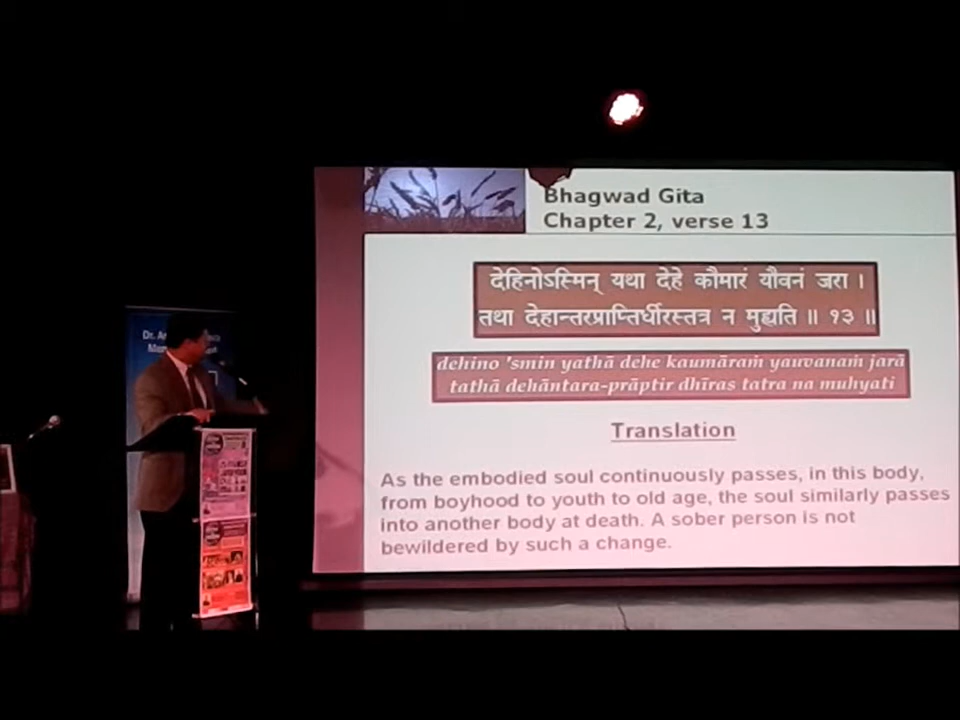 Bhagwad Gita
Chapter 2, verse 13
देहिनोऽस्मिन् यथा देहे कौमारं यौवनं जरा ।
तथा देहान्तरप्राप्तिर्धीरस्तत्र न मुह्यति ॥ १३ ॥
dehino 'smin yathā dehe kaumāraṁ yauvanaṁ jarā
tathā dehāntara-prāptir dhīras tatra na muhyati
Translation
As the embodied soul continuously passes, in this body,
from boyhood to youth to old age, the soul similarly passes
into another body at death. A sober person is not
bewildered by such a change.
Dr.